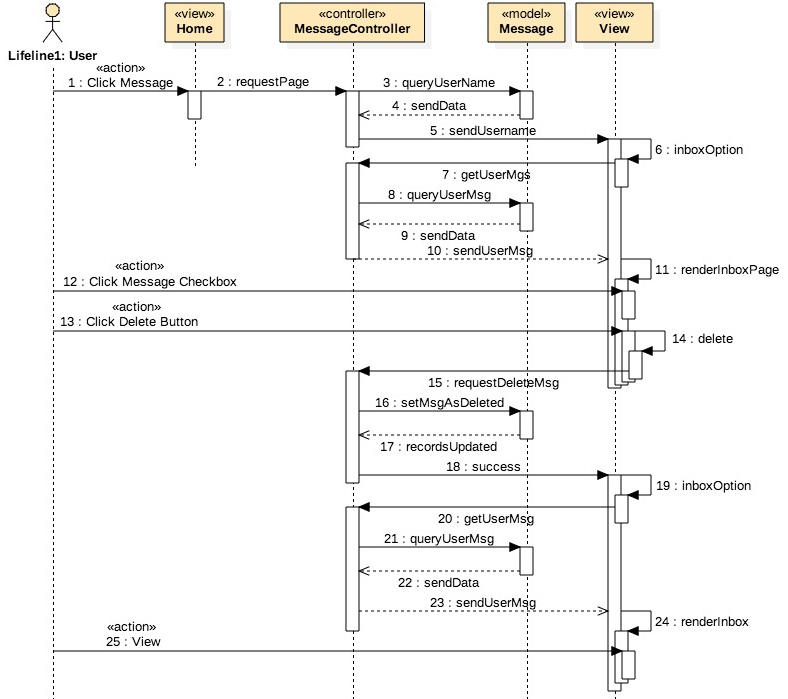 «view»
Home
«controller»
MessageController
«model»
Message
«view»
View
Lifeline1: User
«action»
1 : Click Message
2 : requestPage
3 : queryUserName
4 : sendData
5 : sendUsername
6 : inboxOption
7 : getUserMgs
8 : queryUserMsg
9 : sendData
10 : sendUserMsg
11 : renderInboxPage
«action»
12 : Click Message Checkbox
«action»
13 : Click Delete Button
14 : delete
15 : requestDeleteMsg
16 : setMsgAsDeleted
17 : recordsUpdated
18 : success
19 : inboxOption
20 : getUserMsg
21 : queryUserMsg
22 : sendData
23 : sendUserMsg
24 : renderInbox
«action»
25 : View